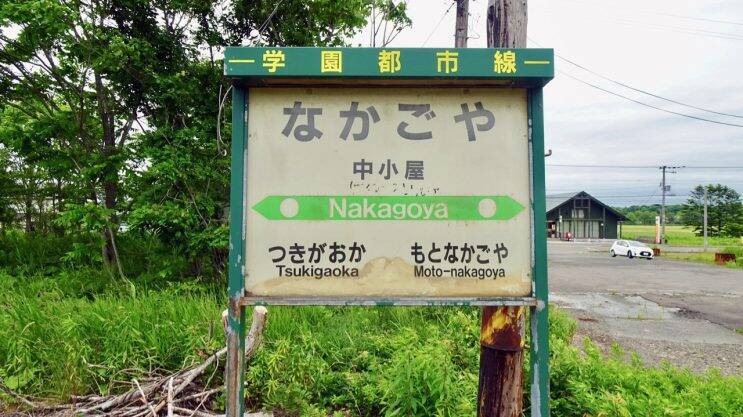 ー学園都市線ー
なかごや
中小屋
Nakagoya
つきがおか もとなかごや
Tsukigaoka Moto-nakagoya